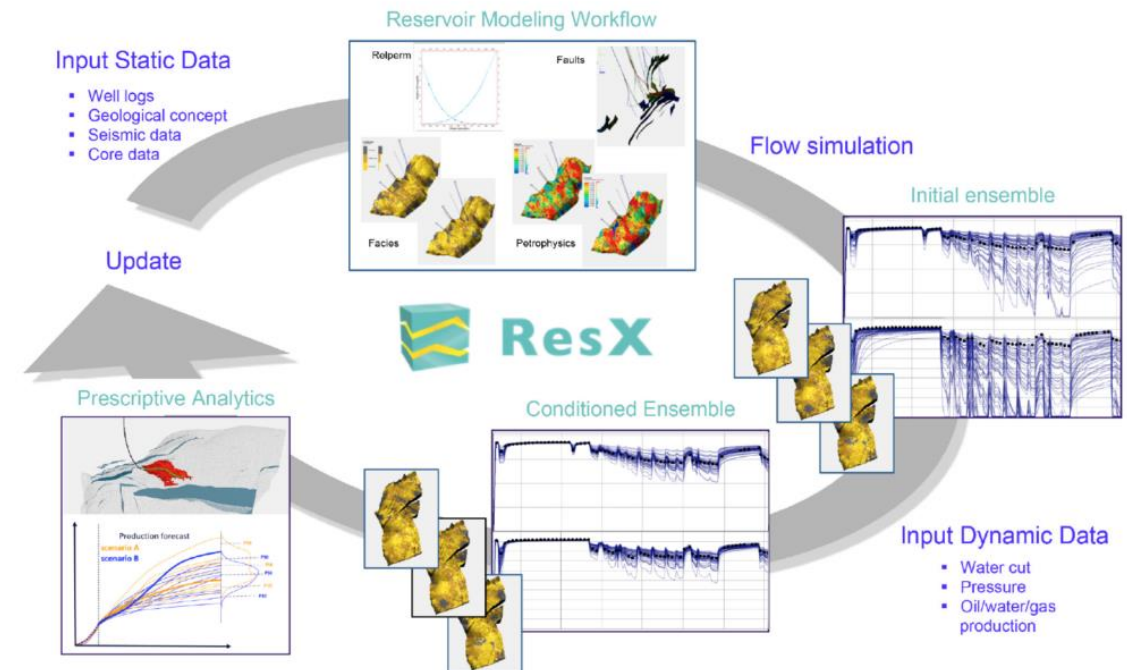 Reservoir Modeling Workflow
Input Static Data
▪ Well logs
▪ Geological concept
▪ Seismic data
▪ Core data
Relperm
Faults
Facies
Petrophysics
Flow simulation
Initial ensemble
Update
ResX
Prescriptive Analytics
Conditioned Ensemble
Production forecast
scenario A
scenario B
Input Dynamic Data
▪ Water cut
▪ Pressure
▪ Oil/water/gas
production